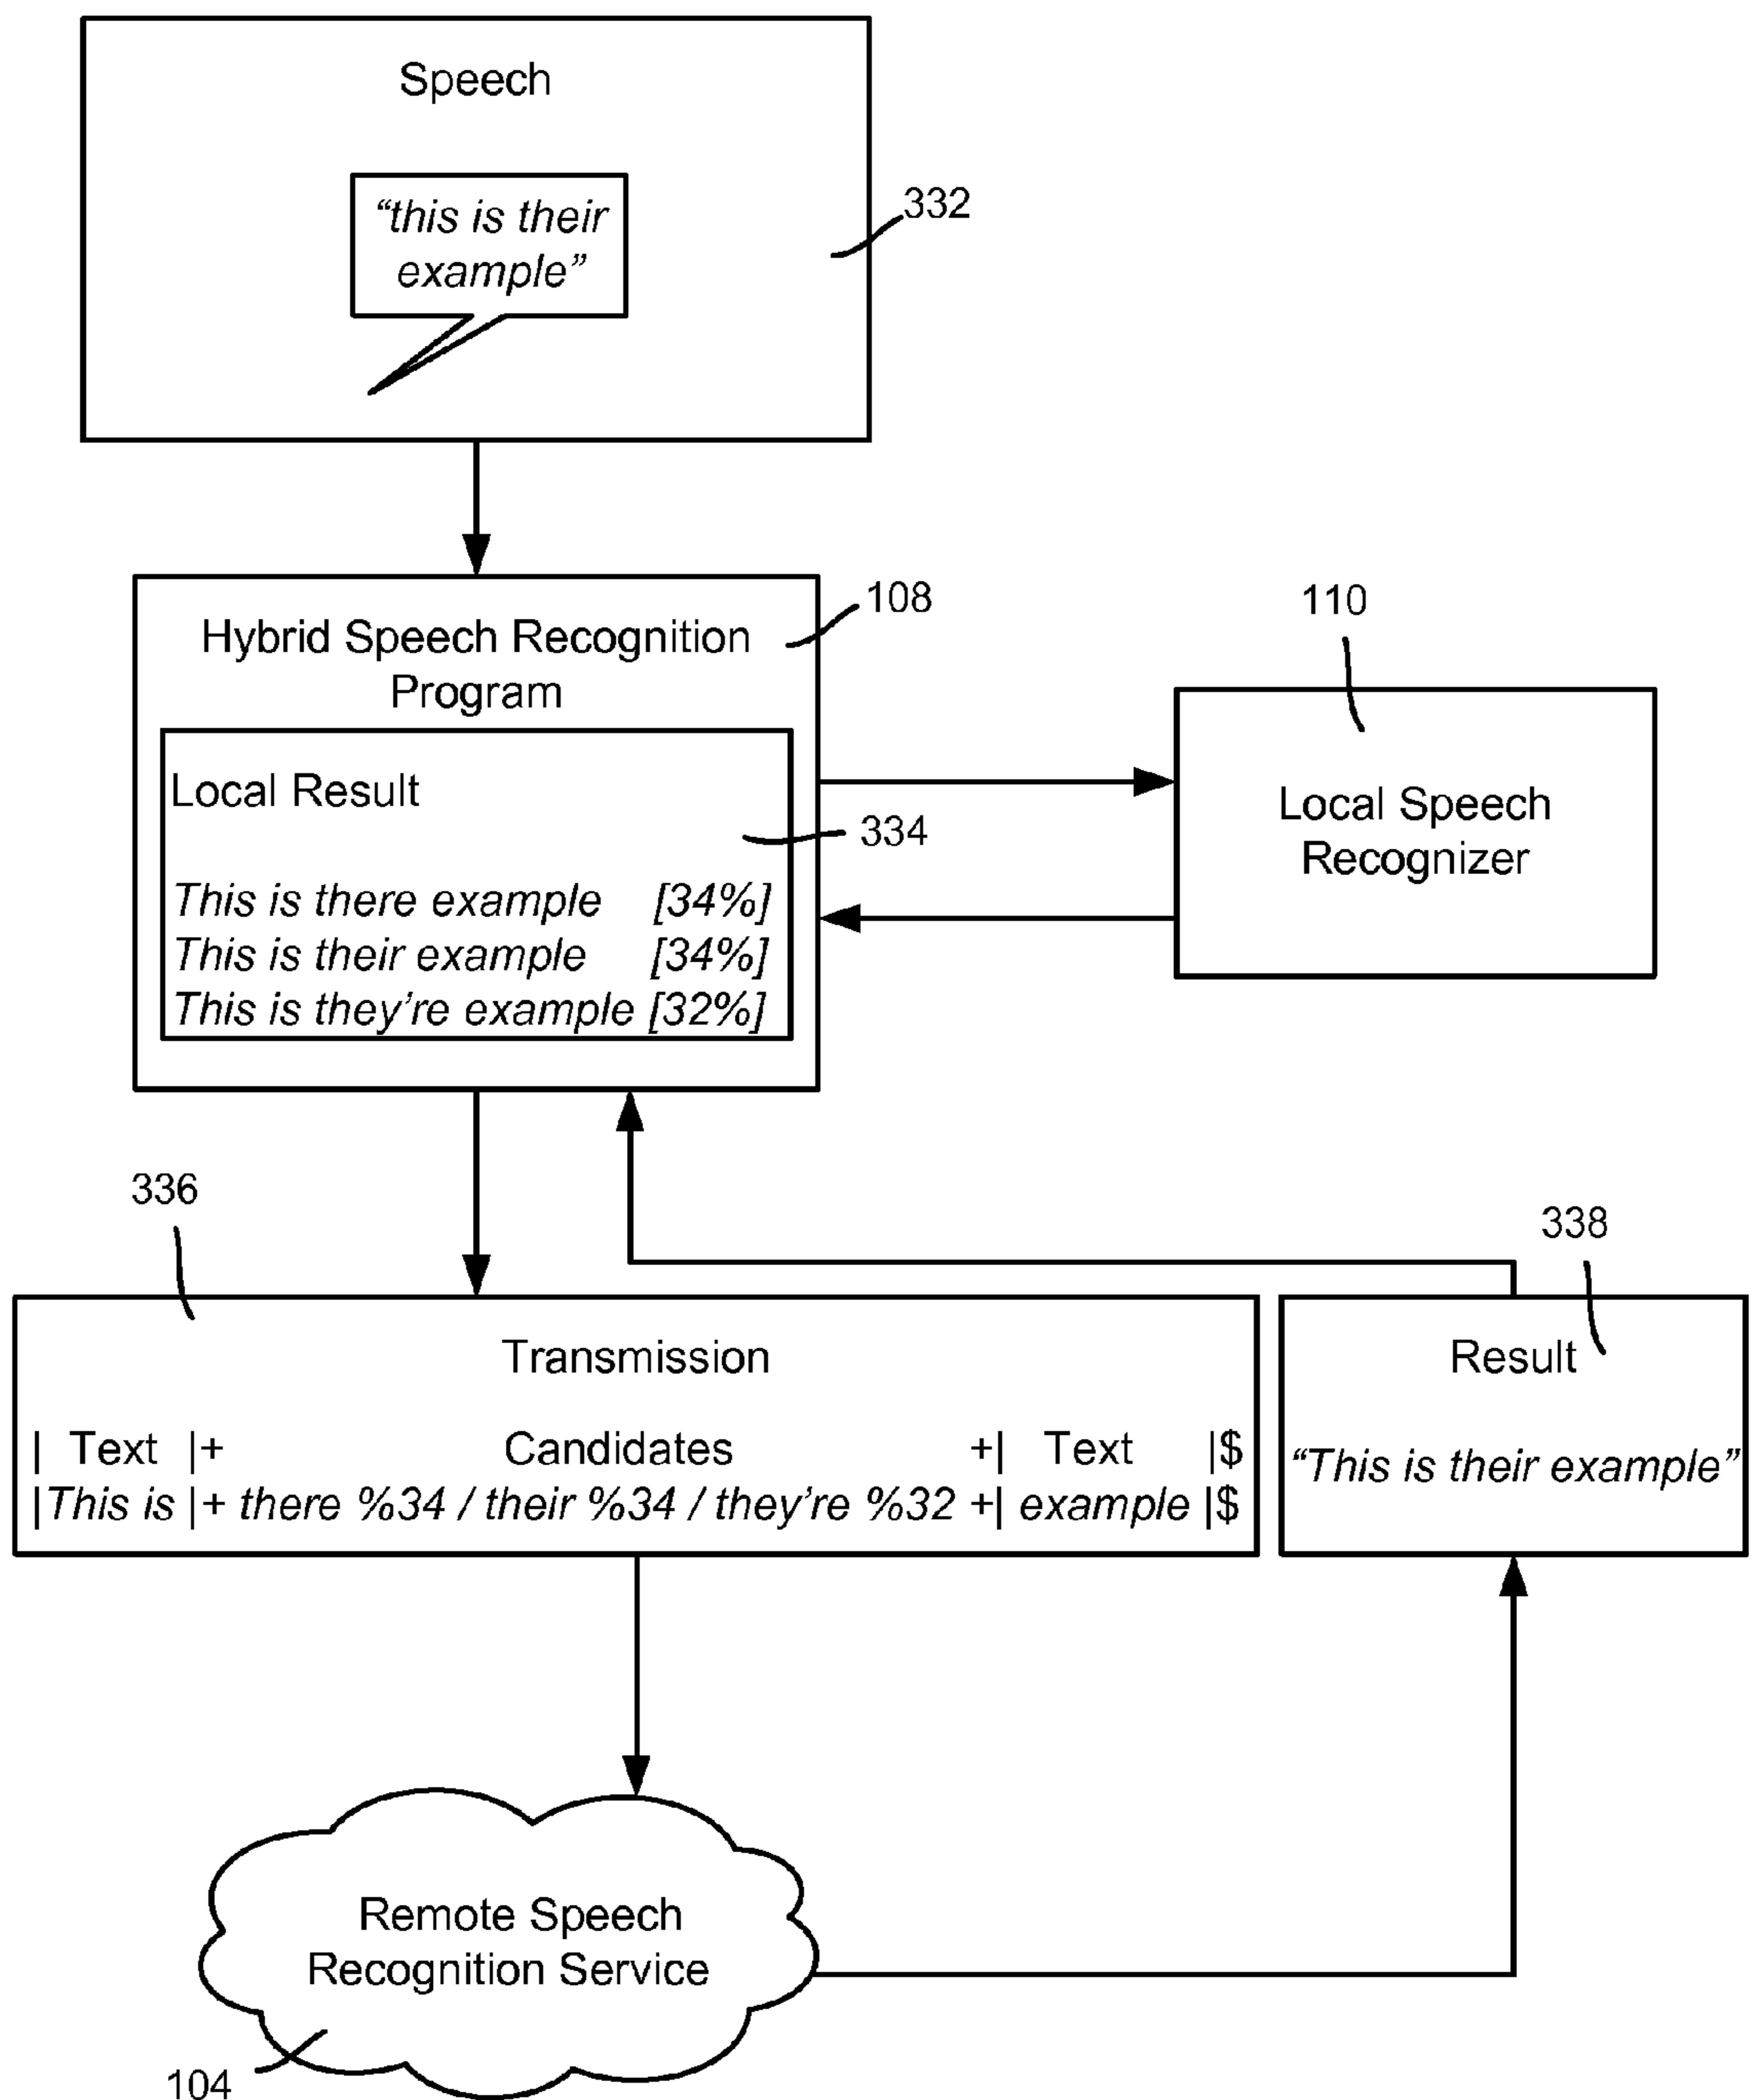 Speech
“this is their
example”
332
Hybrid Speech Recognition
Program
108
Local Result
334
This is there example [34%]
This is their example [34%]
This is they’re example [32%]
110
Local Speech
Recognizer
336
Transmission
| Text |+ Candidates +| Text |$
|This is |+ there %34 / their %34 / they’re %32 +| example |$
338
Result
“This is their example”
Remote Speech
Recognition Service
104